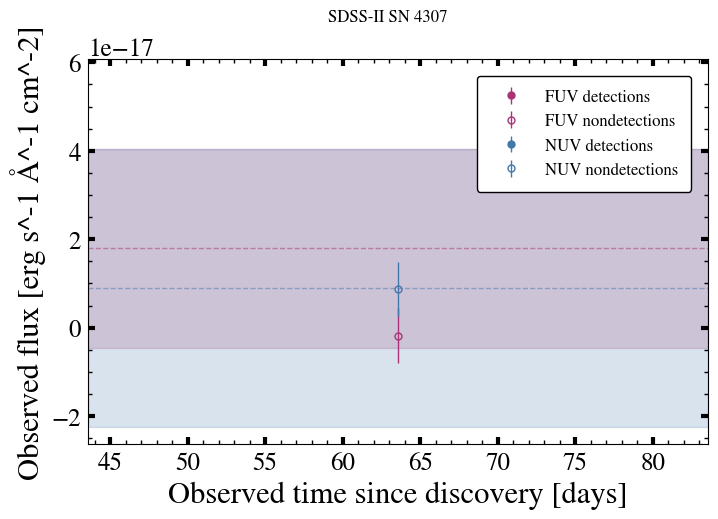 SDSS-II SN 4307
1e−17
6
4
2
0
−2
Observed flux [erg s^-1 Å^-1 cm^-2]
FUV detections
FUV nondetections
NUV detections
NUV nondetections
45 50 55 60 65 70 75 80
Observed time since discovery [days]